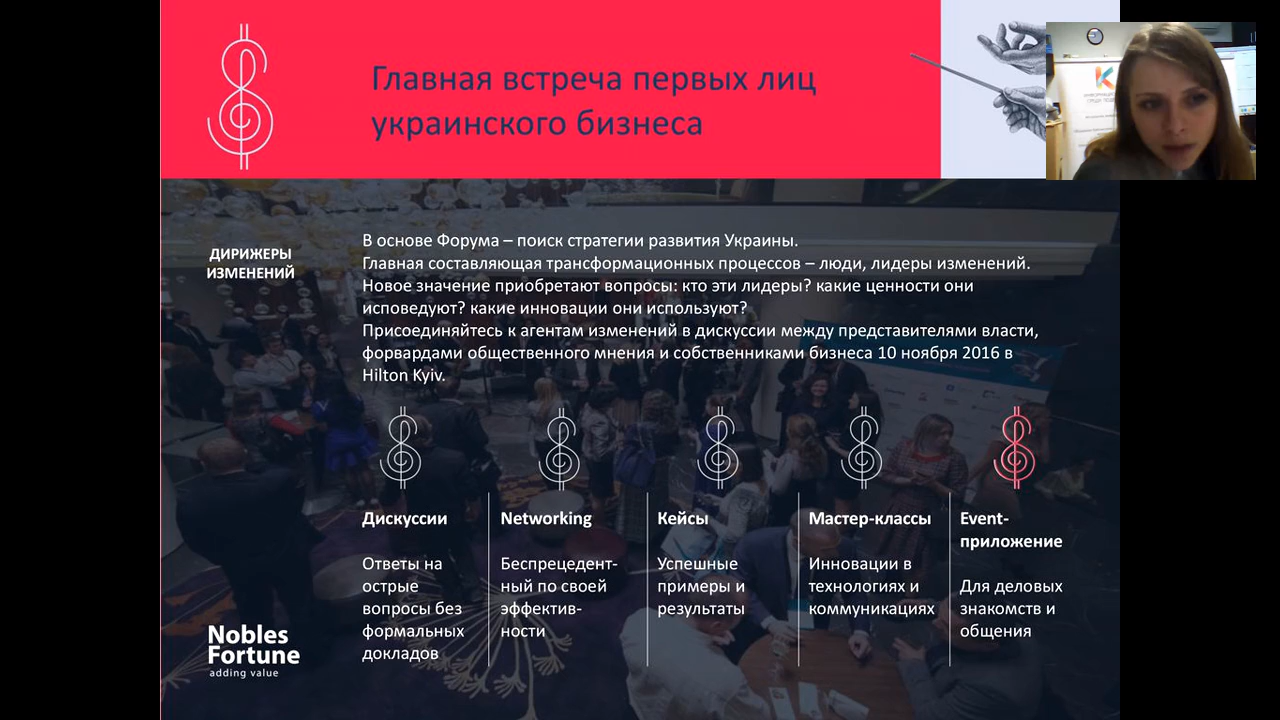 Главная встреча первых лиц
украинского бизнеса
ДИРИЖЕРЫ
ИЗМЕНЕНИЙ
В основе Форума – поиск стратегии развития Украины.
Главная составляющая трансформационных процессов – люди, лидеры изменений.
Новое значение приобретают вопросы: кто эти лидеры? какие ценности они
исповедуют? какие инновации они используют?
Присоединяйтесь к агентам изменений в дискуссии между представителями власти,
форвардами общественного мнения и собственниками бизнеса 10 ноября 2016 в
Hilton Kyiv.
Дискуссии
Ответы на
острые
вопросы без
формальных
докладов
Networking
Беспрецедент-
ный по своей
эффектив-
ности
Кейсы
Успешные
примеры и
результаты
Мастер-классы
Инновации в
технологиях и
коммуникациях
Event-
приложение
Для деловых
знакомств и
общения
Nobles
Fortune
adding value